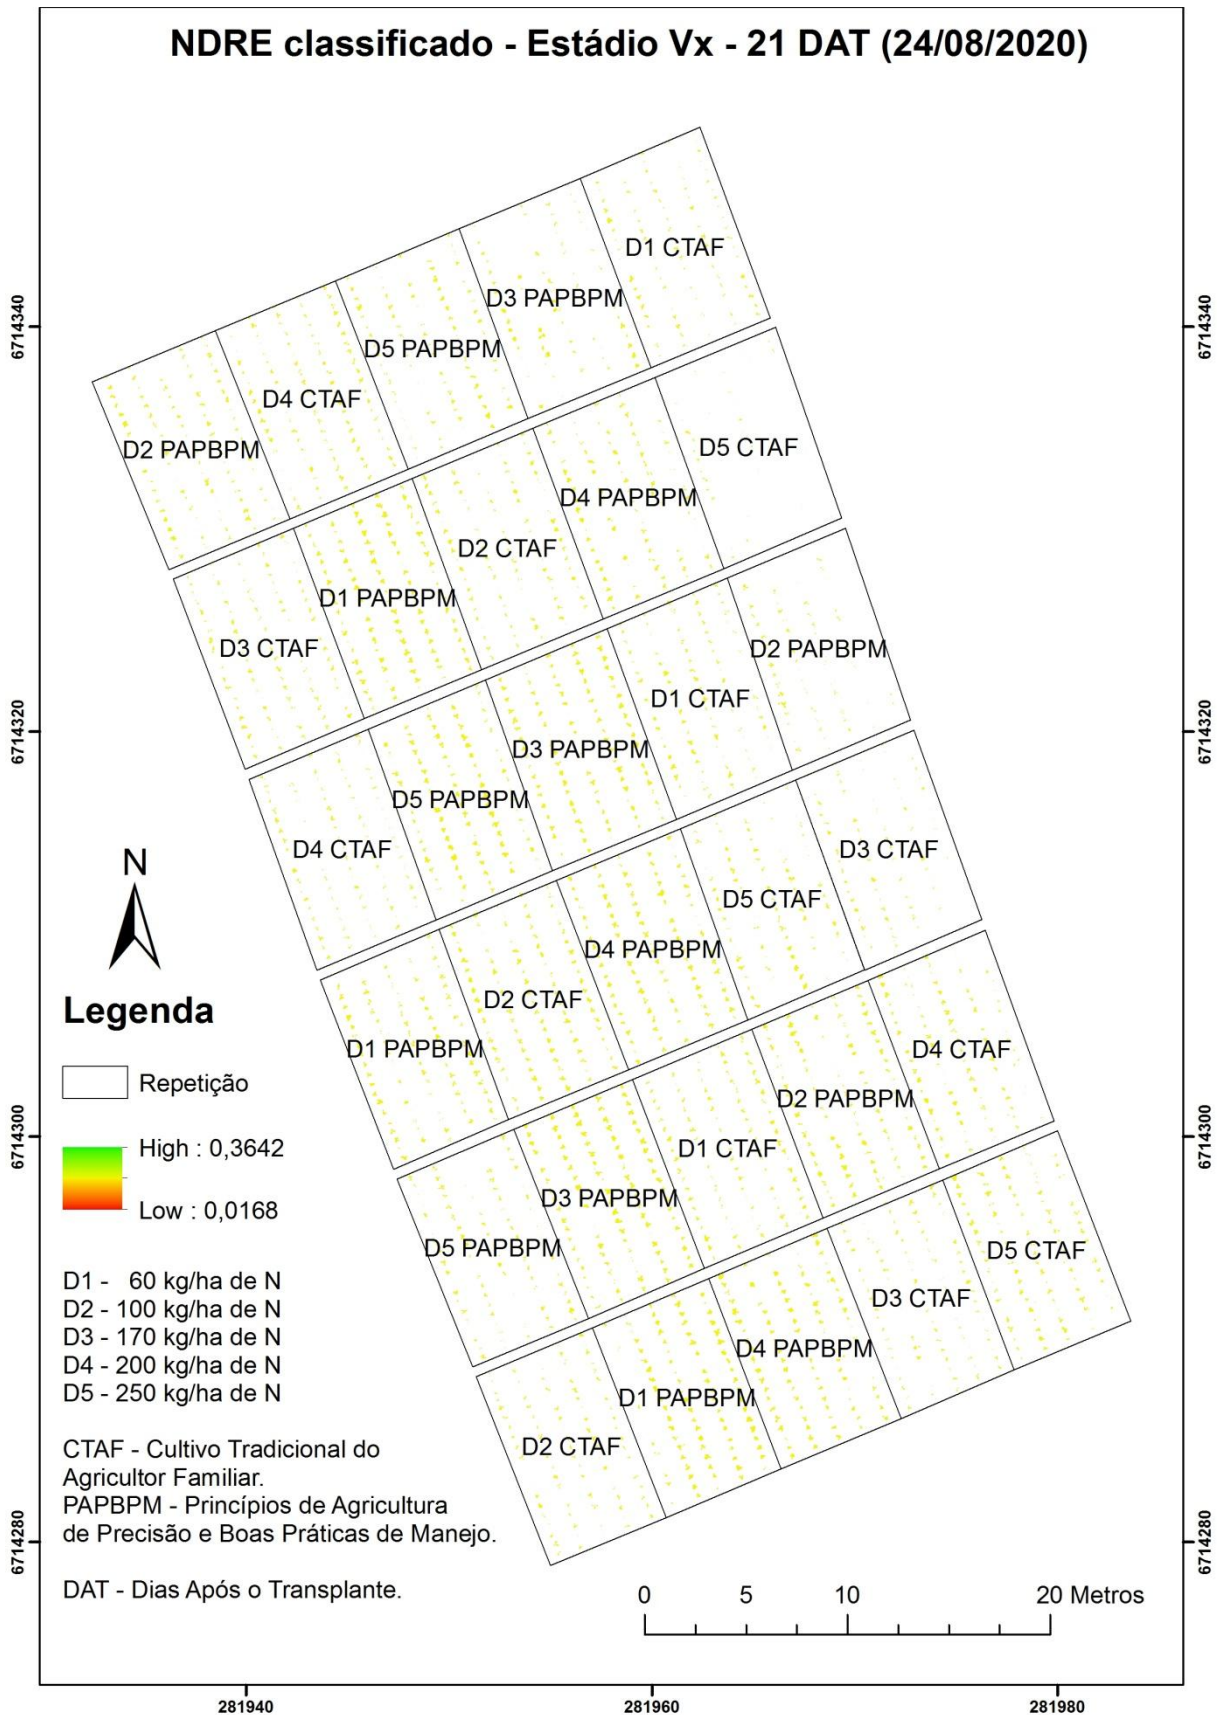 NDRE classificado - Estádio Vx - 21 DAT (24/08/2020)
D1 CTAF
D3 PAPBPM
D5 PAPBPM
D4 CTAF
D2 PAPBPM
D5 CTAF
D4 PAPBPM
D2 CTAF
D1 PAPBPM
D3 CTAF
D2 PAPBPM
D1 CTAF
D3 PAPBPM
D5 PAPBPM
D4 CTAF
D3 CTAF
D5 CTAF
D4 PAPBPM
D2 CTAF
D1 PAPBPM
D4 CTAF
D2 PAPBPM
D1 CTAF
D3 PAPBPM
D5 PAPBPM
D5 CTAF
D3 CTAF
D4 PAPBPM
D1 PAPBPM
D2 CTAF
6714340
6714320
6714300
6714280
6714340
6714320
6714300
6714280
N
Legenda
Repetição
High : 0,3642
Low : 0,0168
D1 - 60 kg/ha de N
D2 - 100 kg/ha de N
D3 - 170 kg/ha de N
D4 - 200 kg/ha de N
D5 - 250 kg/ha de N
CTAF - Cultivo Tradicional do
Agricultor Familiar.
PAPBPM - Princípios de Agricultura
de Precisão e Boas Práticas de Manejo.
DAT - Dias Após o Transplante.
0 5 10 20 Metros
281940 281960 281980